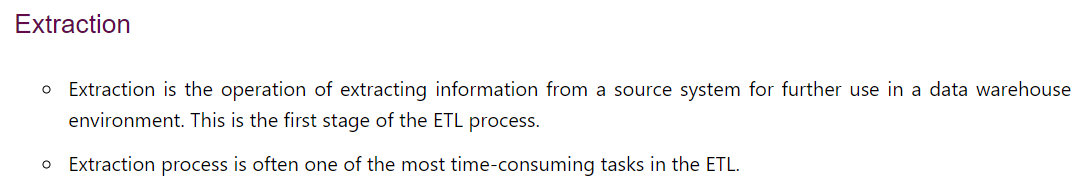 Extraction
Extraction is the operation of extracting information from a source system for further use in a data warehouse
environment. This is the first stage of the ETL process.
Extraction process is often one of the most time-consuming tasks in the ETL.